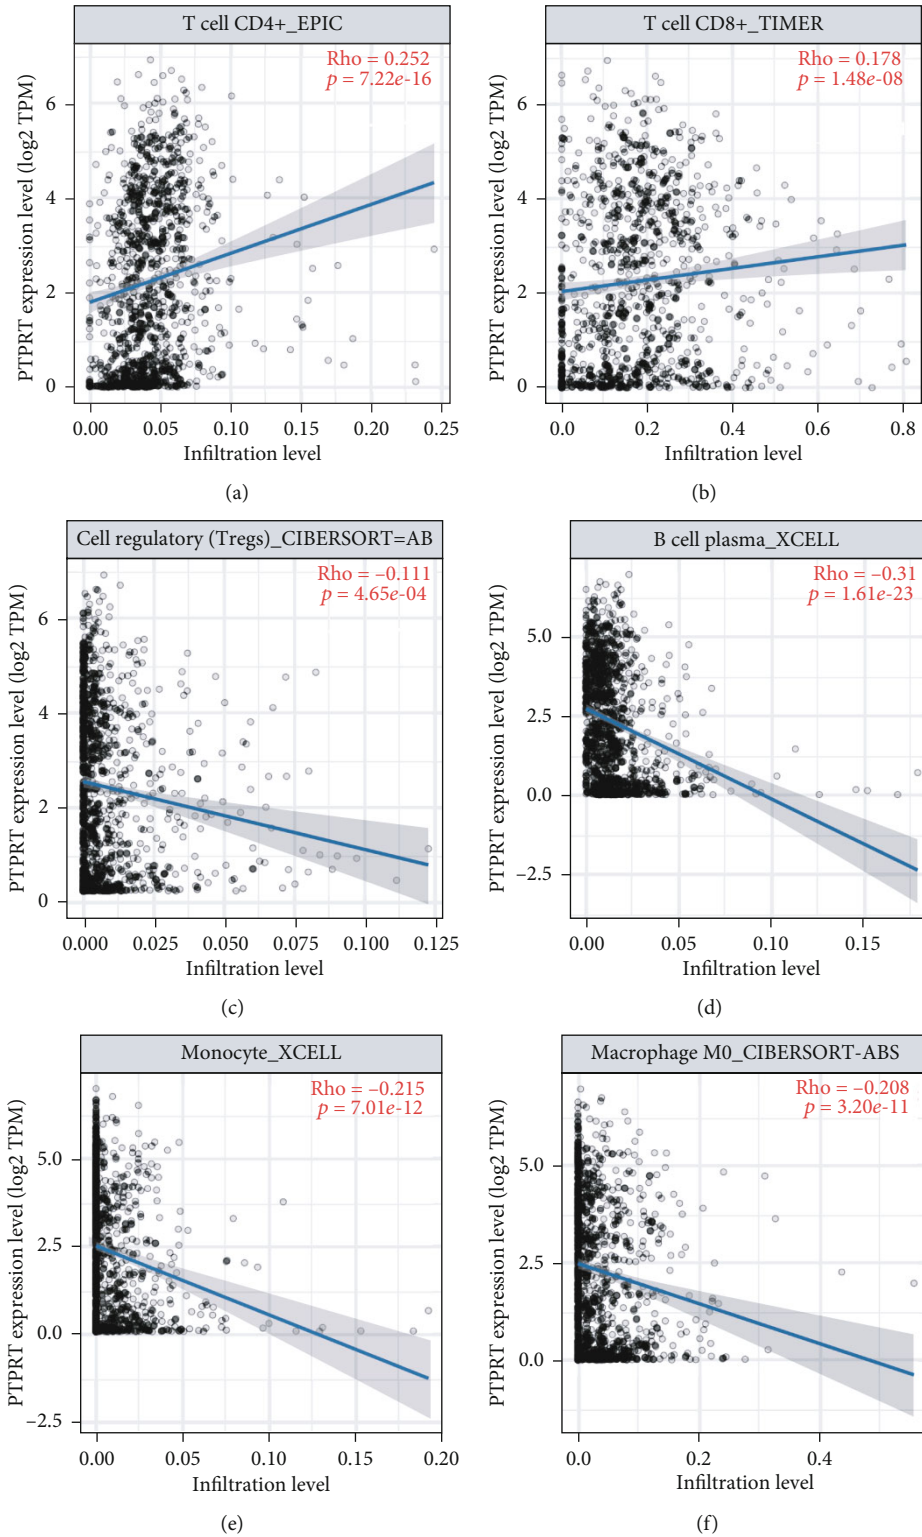 T cell CD4+_EPIC
Rho = 0.252
p = 7.22e-16
PTPRT expression level (log2 TPM)
6
4
2
0
0.00 0.05 0.10 0.15 0.20 0.25
Infiltration level
(a)
T cell CD8+_TIMER
Rho = 0.178
p = 1.48e-08
PTPRT expression level (log2 TPM)
6
4
2
0
0.0 0.2 0.4 0.6 0.8
Infiltration level
(b)
Cell regulatory (Tregs)_CIBERSORT=AB
Rho = –0.111
p = 4.65e-04
PTPRT expression level (log2 TPM)
6
4
2
0
0.000 0.025 0.050 0.075 0.100 0.125
Infiltration level
(c)
B cell plasma_XCELL
Rho = –0.31
p = 1.61e-23
PTPRT expression level (log2 TPM)
5.0
2.5
0.0
–2.5
0.00 0.05 0.10 0.15
Infiltration level
(d)
Monocyte_XCELL
Rho = –0.215
p = 7.01e-12
PTPRT expression level (log2 TPM)
5.0
2.5
0.0
–2.5
0.00 0.05 0.10 0.15 0.20
Infiltration level
(e)
Macrophage M0_CIBERSORT-ABS
Rho = –0.208
p = 3.20e-11
PTPRT expression level (log2 TPM)
5.0
2.5
0.0
0.0 0.2 0.4
Infiltration level
(f)